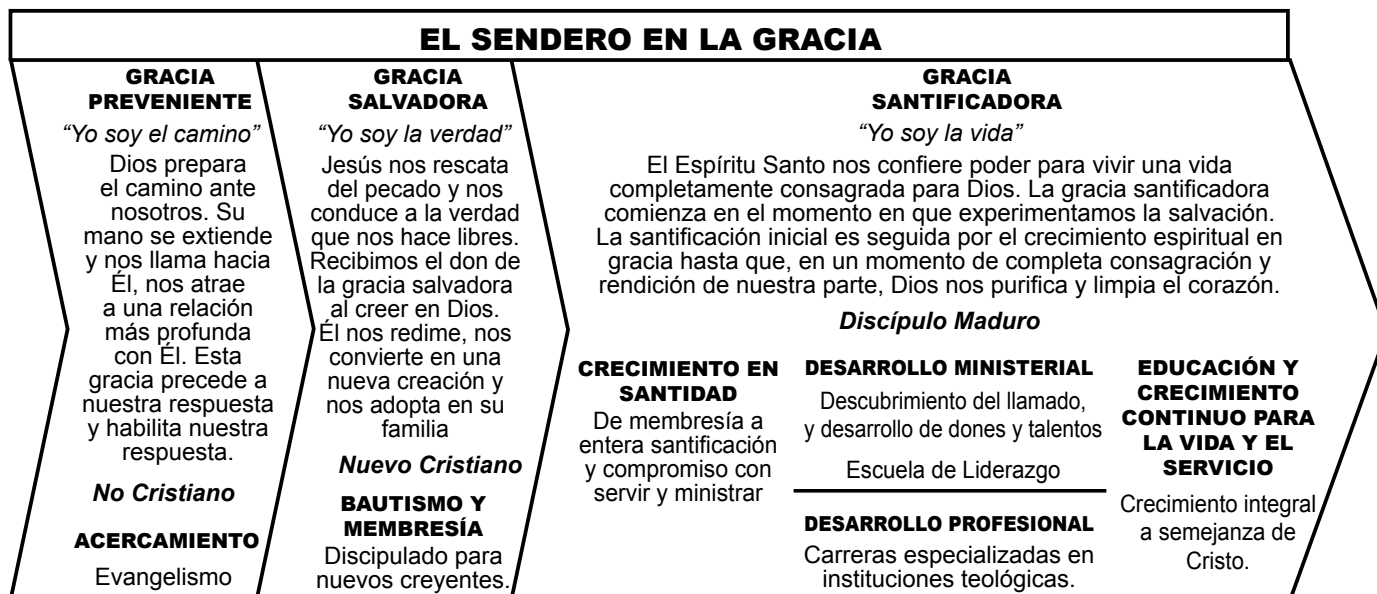 EL SENDERO EN LA GRACIA
GRACIA
PREVENIENTE
“Yo soy el camino”
Dios prepara
el camino ante
nosotros. Su
mano se extiende
y nos llama hacia
Él, nos atrae
a una relación
más profunda
con Él. Esta
gracia precede a
nuestra respuesta
y habilita nuestra
respuesta.
No Cristiano
ACERCAMIENTO
Evangelismo
GRACIA
SALVADORA
“Yo soy la verdad”
Jesús nos rescata
del pecado y nos
conduce a la verdad
que nos hace libres.
Recibimos el don de
la gracia salvadora
al creer en Dios.
Él nos redime, nos
convierte en una
nueva creación y
nos adopta en su
familia
Nuevo Cristiano
BAUTISMO Y
MEMBRESÍA
Discipulado para
nuevos creyentes.
GRACIA
SANTIFICADORA
“Yo soy la vida”
El Espíritu Santo nos confiere poder para vivir una vida
completamente consagrada para Dios. La gracia santificadora
comienza en el momento en que experimentamos la salvación.
La santificación inicial es seguida por el crecimiento espiritual en
gracia hasta que, en un momento de completa consagración y
rendición de nuestra parte, Dios nos purifica y limpia el corazón.
Discípulo Maduro
CRECIMIENTO EN
SANTIDAD
De membresía a
entera santificación
y compromiso con
servir y ministrar
DESARROLLO MINISTERIAL
Descubrimiento del llamado,
y desarrollo de dones y talentos
Escuela de Liderazgo
DESARROLLO PROFESIONAL
Carreras especializadas en
instituciones teológicas.
EDUCACIÓN Y
CRECIMIENTO
CONTINUO PARA
LA VIDA Y EL
SERVICIO
Crecimiento integral
a semejanza de
Cristo.